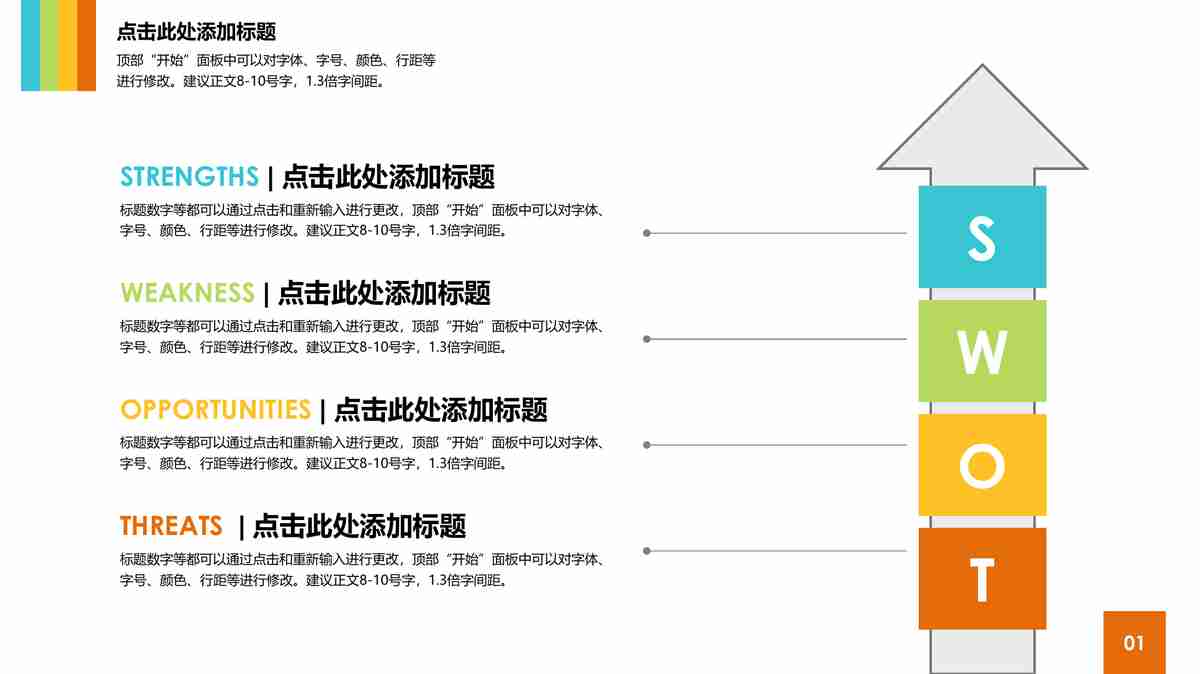 点击此处添加标题
顶部“开始”面板中可以对字体、字号、颜色、行距等
进行修改。建议正文8-10号字，1.3倍字间距。
STRENGTHS | 点击此处添加标题
标题数字等都可以通过点击和重新输入进行更改，顶部“开始”面板中可以对字体、
字号、颜色、行距等进行修改。建议正文8-10号字，1.3倍字间距。
WEAKNESS | 点击此处添加标题
标题数字等都可以通过点击和重新输入进行更改，顶部“开始”面板中可以对字体、
字号、颜色、行距等进行修改。建议正文8-10号字，1.3倍字间距。
OPPORTUNITIES | 点击此处添加标题
标题数字等都可以通过点击和重新输入进行更改，顶部“开始”面板中可以对字体、
字号、颜色、行距等进行修改。建议正文8-10号字，1.3倍字间距。
THREATS | 点击此处添加标题
标题数字等都可以通过点击和重新输入进行更改，顶部“开始”面板中可以对字体、
字号、颜色、行距等进行修改。建议正文8-10号字，1.3倍字间距。
S
W
O
T
01